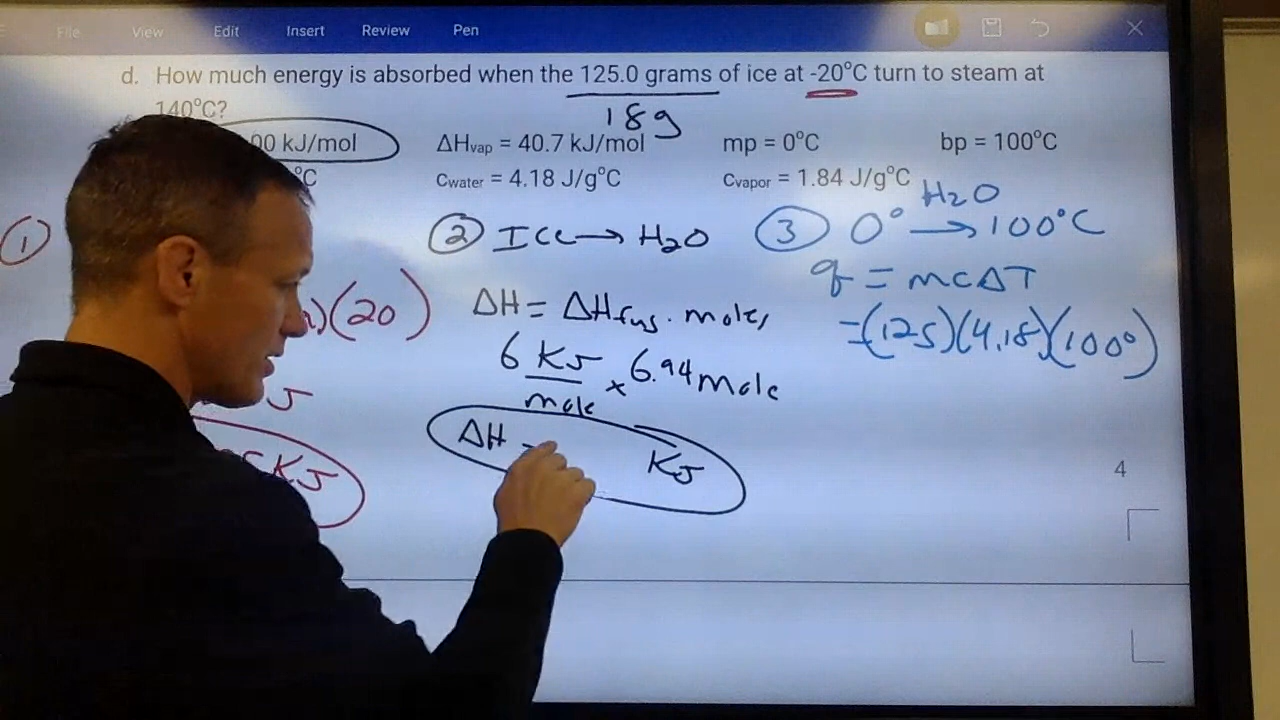 File View Edit Insert Review Pen
d. How much energy is absorbed when the 125.0 grams of ice at -20°C turn to steam at
140°C?
18g
00 kJ/mol ΔHvap = 40.7 kJ/mol mp = 0°C bp = 100°C
°C Cwater = 4.18 J/g°C Cvapor = 1.84 J/g°C
H2O
① ② Ice → H2O ③ 0° → 100°C
q = mcΔT
)(20) ΔH = ΔHfus · moles
=(125)(4.18)(100°)
6 KJ/mole × 6.94 mole
J
ΔH = KJ
KJ
4